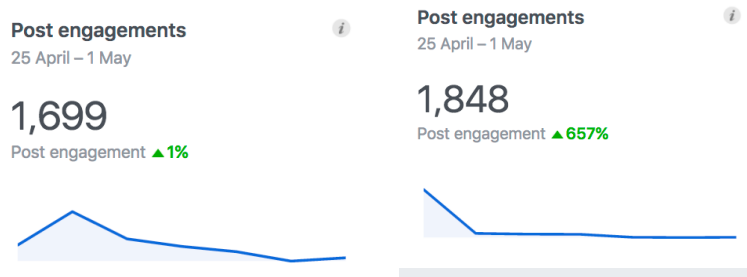 Post engagements
25 April – 1 May
1,699
Post engagement ▲1%
Post engagements
25 April – 1 May
1,848
Post engagement ▲657%